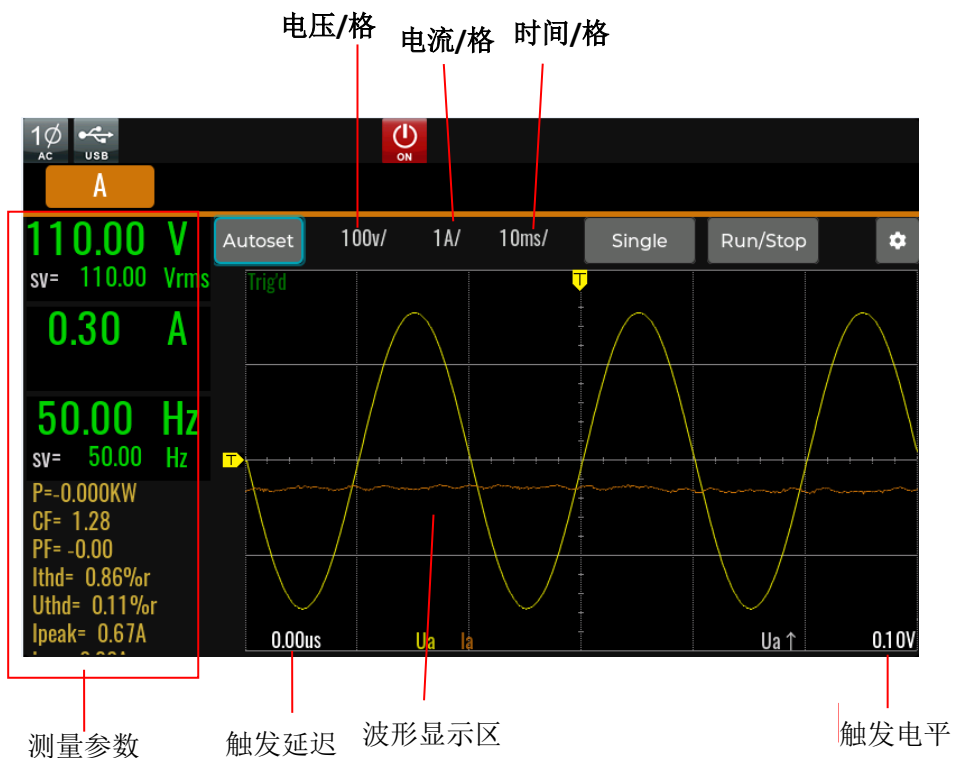 电压/格 电流/格 时间/格
1Ø
AC
USB
ON
A
110.00 V
sv= 110.00 Vrms
0.30 A
50.00 Hz
sv= 50.00 Hz
P=-0.000KW
CF= 1.28
PF= -0.00
Ithd= 0.86%r
Uthd= 0.11%r
Ipeak= 0.67A
Autoset 100v/ 1A/ 10ms/ Single Run/Stop
Trig'd
T
T
0.00us Ua Ia Ua↑ 0.10V
测量参数 触发延迟 波形显示区 触发电平